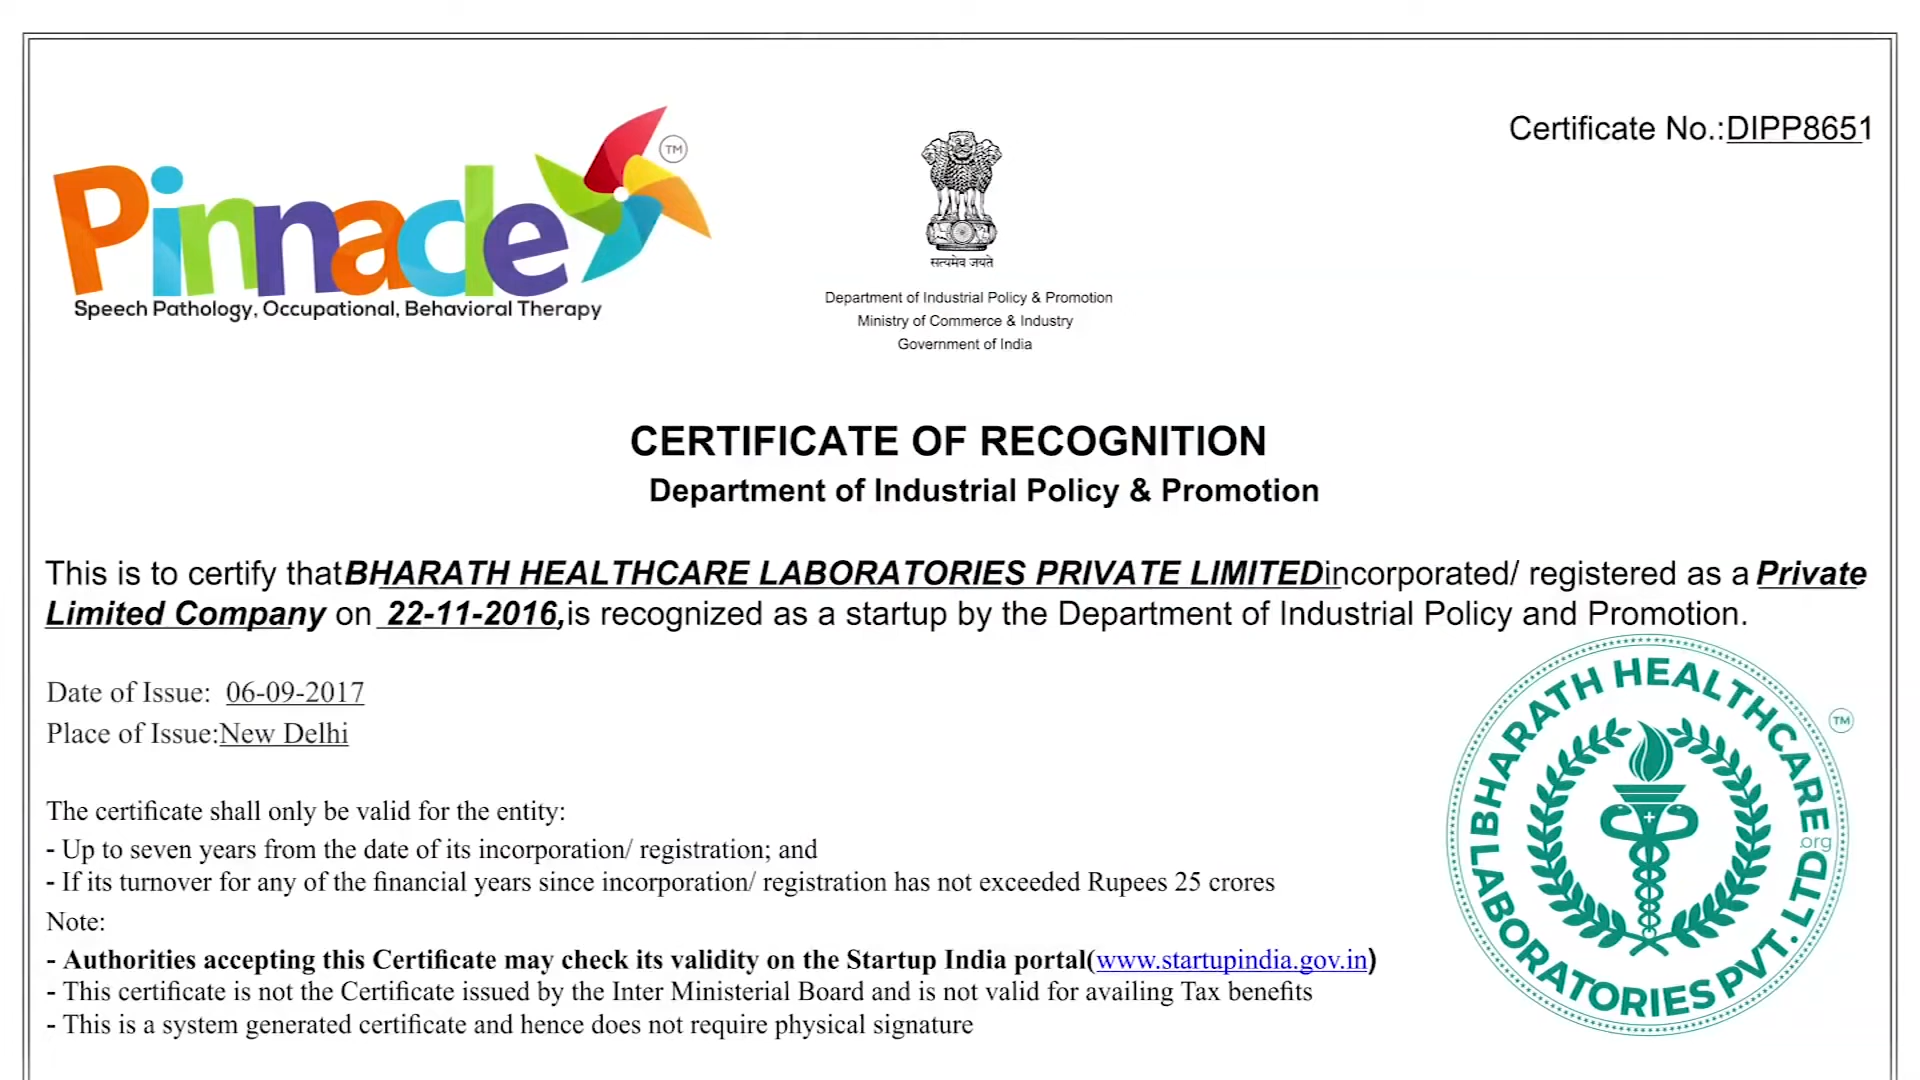 Certificate No.:DIPP8651
Pinnacle
TM
Speech Pathology, Occupational, Behavioral Therapy
सत्यमेव जयते
Department of Industrial Policy & Promotion
Ministry of Commerce & Industry
Government of India
CERTIFICATE OF RECOGNITION
Department of Industrial Policy & Promotion
This is to certify thatBHARATH HEALTHCARE LABORATORIES PRIVATE LIMITEDincorporated/ registered as a Private
Limited Company on 22-11-2016,is recognized as a startup by the Department of Industrial Policy and Promotion.
Date of Issue: 06-09-2017
Place of Issue:New Delhi
The certificate shall only be valid for the entity:
- Up to seven years from the date of its incorporation/ registration; and
- If its turnover for any of the financial years since incorporation/ registration has not exceeded Rupees 25 crores
Note:
- Authorities accepting this Certificate may check its validity on the Startup India portal(www.startupindia.gov.in)
- This certificate is not the Certificate issued by the Inter Ministerial Board and is not valid for availing Tax benefits
- This is a system generated certificate and hence does not require physical signature
BHARATH HEALTHCARE
.org
LABORATORIES PVT. LTD
TM